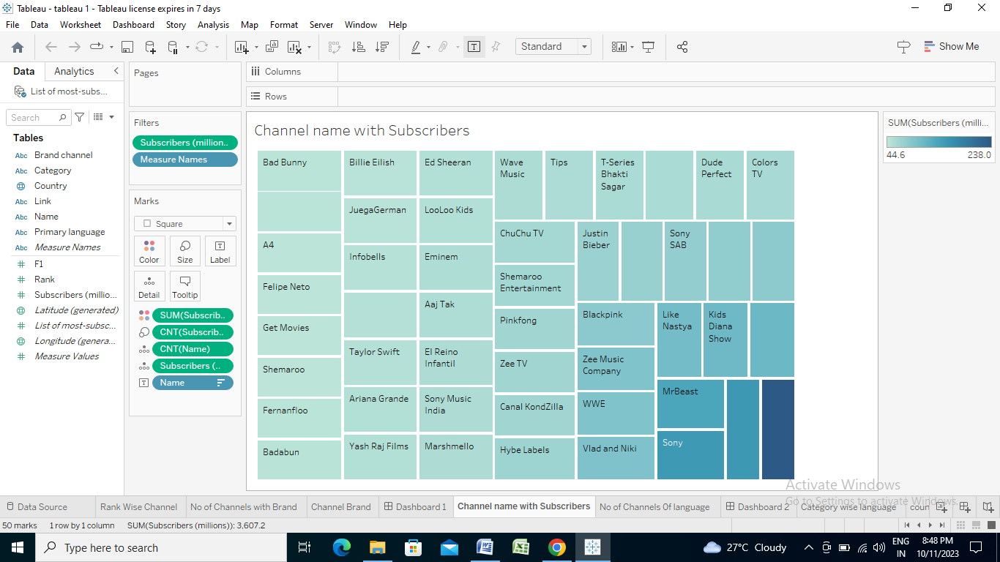 Tableau - tableau 1 - Tableau license expires in 7 days
File Data Worksheet Dashboard Story Analysis Map Format Server Window Help
Standard
Show Me
Data Analytics
List of most-subs...
Search
Tables
Abc Brand channel
Abc Category
Country
Abc Link
Abc Name
Abc Primary language
Abc Measure Names
F1
Rank
Subscribers (millio...
Latitude (generated)
List of most-subsc...
Longitude (genera...
Measure Values
Pages
Filters
Subscribers (million..
Measure Names
Marks
Square
Color Size Label
Detail Tooltip
SUM(Subscrib..
CNT(Subscrib..
CNT(Name)
Subscribers (..
Name
Columns
Rows
Channel name with Subscribers
Bad Bunny
A4
Felipe Neto
Get Movies
Shemaroo
Fernanfloo
Badabun
Billie Eilish
JuegaGerman
Infobells
Taylor Swift
Ariana Grande
Yash Raj Films
Ed Sheeran
LooLoo Kids
Eminem
Aaj Tak
El Reino
Infantil
Sony Music
India
Marshmello
Wave
Music
Tips
T-Series
Bhakti
Sagar
Dude
Perfect
Colors
TV
ChuChu TV
Shemaroo
Entertainment
Pinkfong
Zee TV
Canal KondZilla
Hybe Labels
Justin
Bieber
Sony
SAB
Blackpink
Zee Music
Company
WWE
Vlad and Niki
Like
Nastya
Kids
Diana
Show
MrBeast
Sony
SUM(Subscribers (milli...
44.6 238.0
Activate Windows
Go to Settings to activate Windows.
Data Source Rank Wise Channel No of Channels with Brand Channel Brand Dashboard 1 Channel name with Subscribers No of Channels Of language Dashboard 2 Category wise language coun
50 marks 1 row by 1 column SUM(Subscribers (millions)): 3,607.2
Type here to search
27°C Cloudy
ENG
IN
8:48 PM
10/11/2023